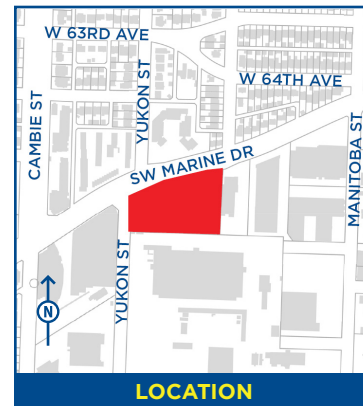 W 63RD AVE
W 64TH AVE
CAMBIE ST
YUKON ST
SW MARINE DR
MANITOBA ST
YUKON ST
N
LOCATION